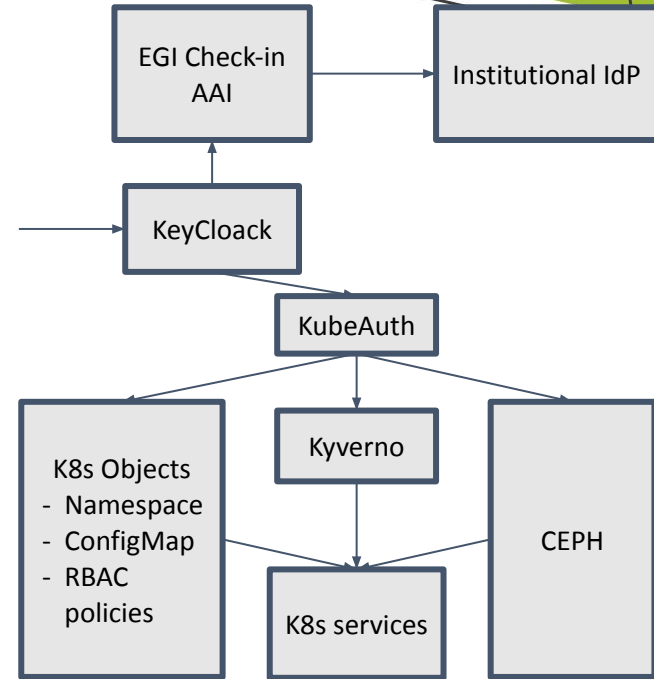 EGI Check-in
AAI
Institutional IdP
KeyCloack
KubeAuth
K8s Objects
- Namespace
- ConfigMap
- RBAC
policies
Kyverno
CEPH
K8s services